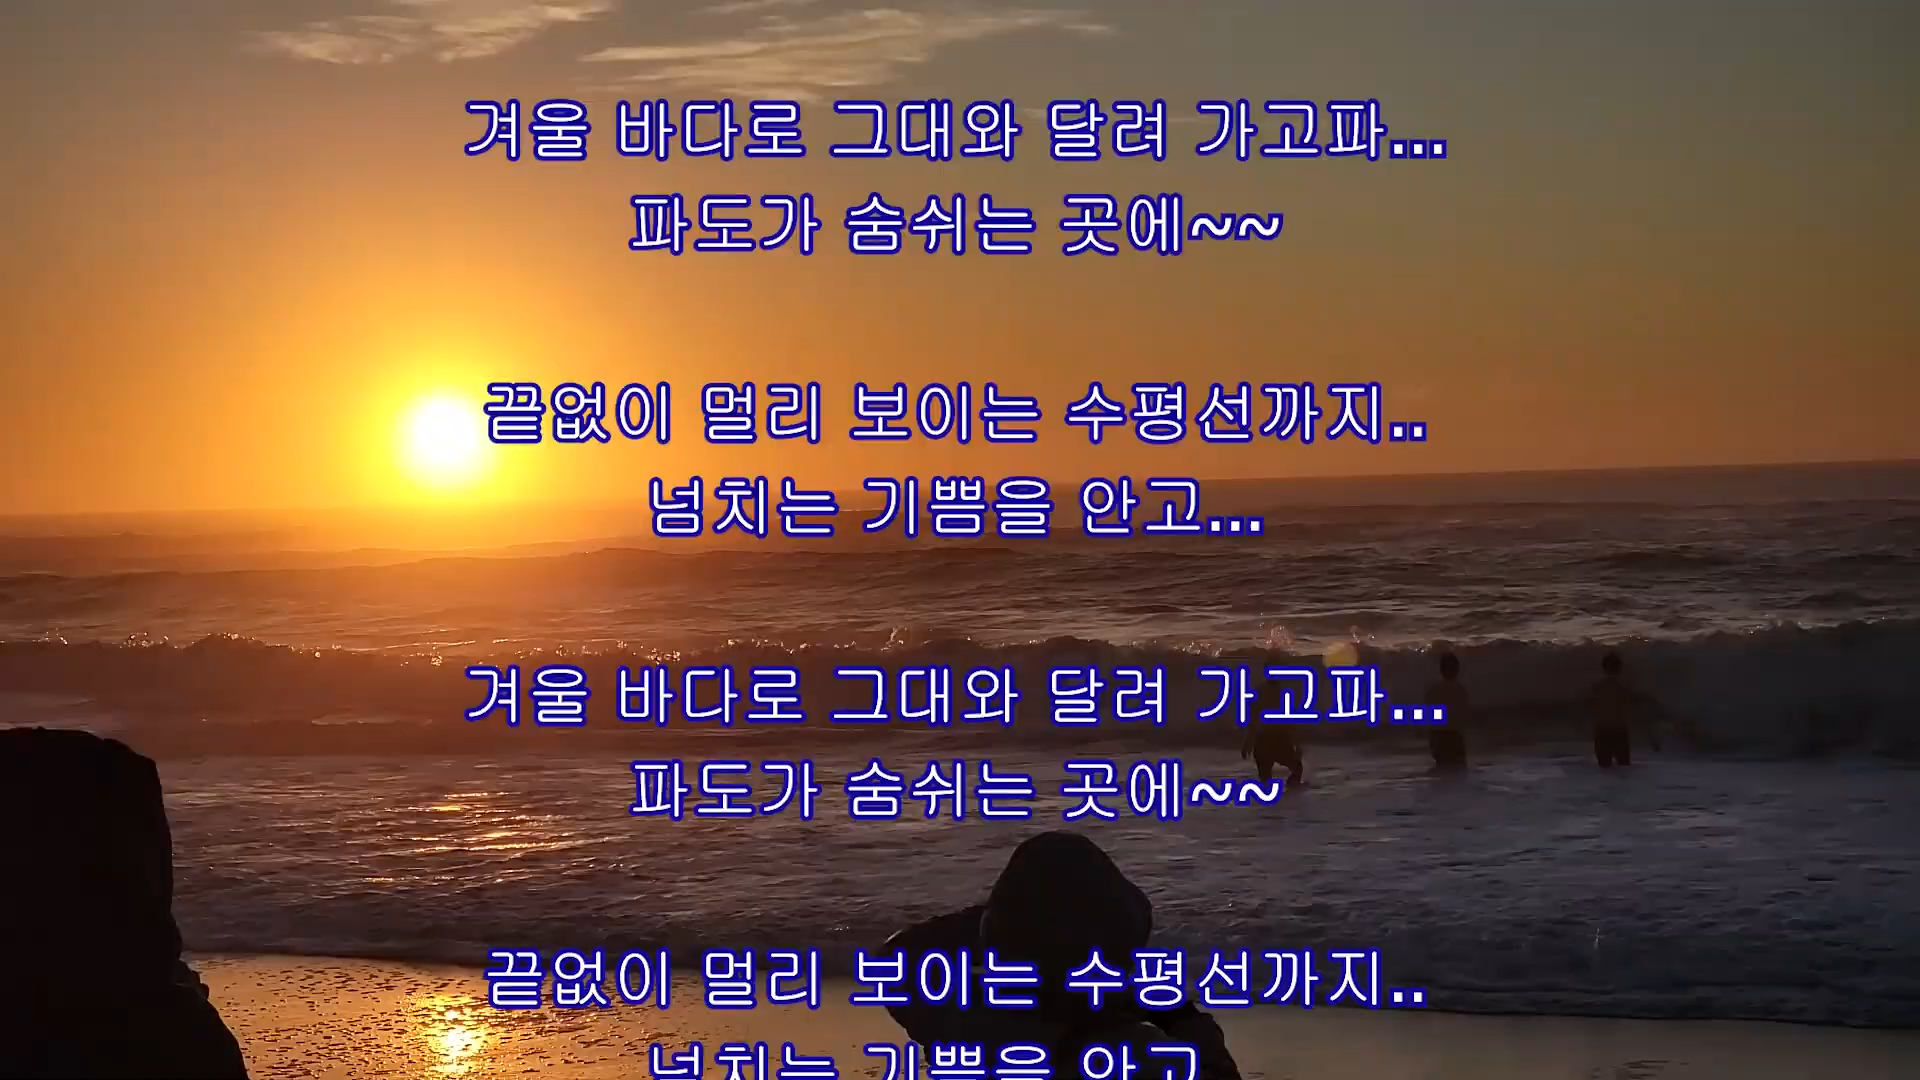 겨울 바다로 그대와 달려 가고파...
파도가 숨쉬는 곳에~~
끝없이 멀리 보이는 수평선까지..
넘치는 기쁨을 안고...
겨울 바다로 그대와 달려 가고파...
파도가 숨쉬는 곳에~~
끝없이 멀리 보이는 수평선까지..
넘치는 기쁨을 안고